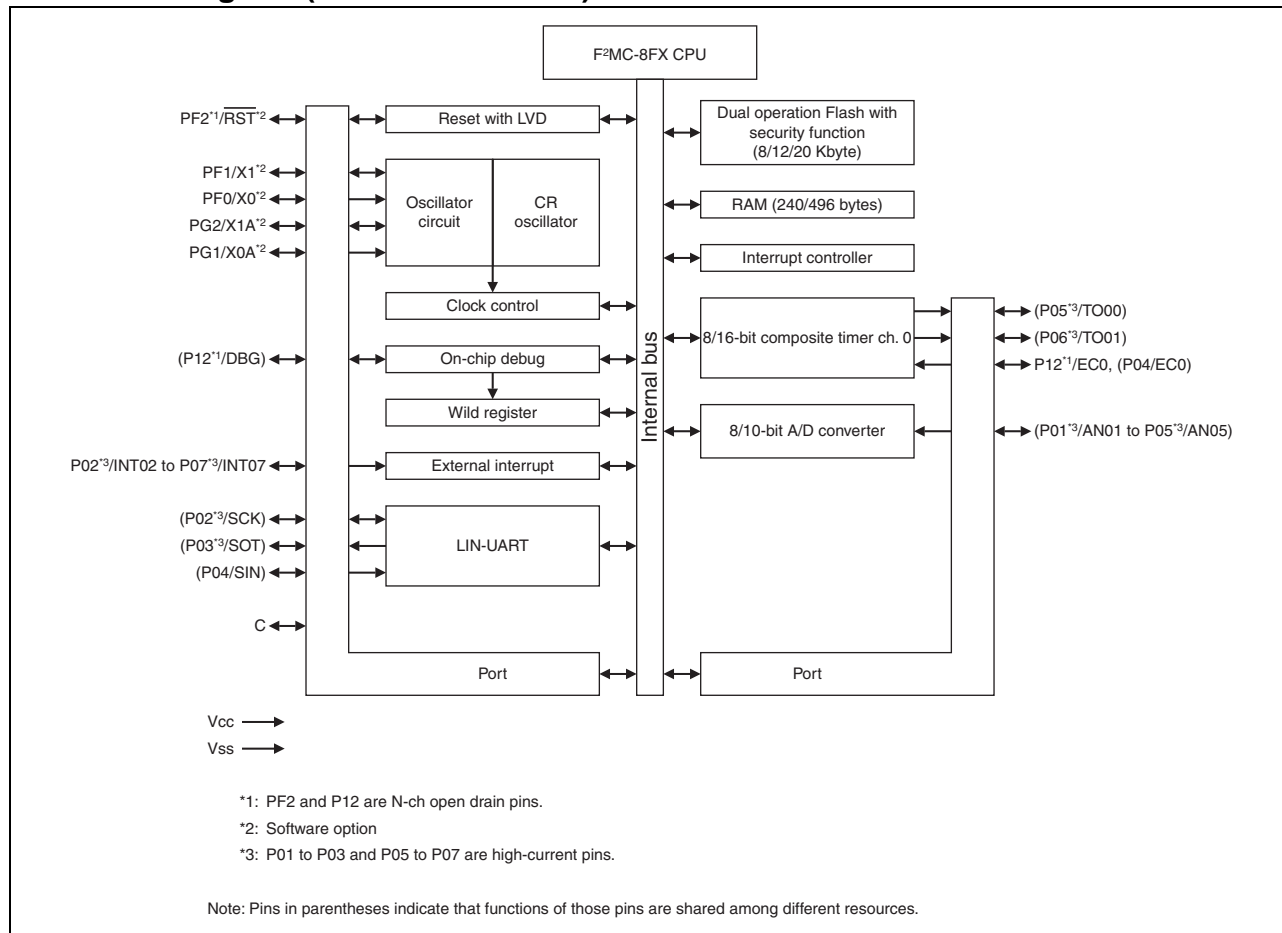 F²MC-8FX CPU
PF2*1/RST*2
Reset with LVD
Dual operation Flash with
security function
(8/12/20 Kbyte)
PF1/X1*2
PF0/X0*2
PG2/X1A*2
PG1/X0A*2
Oscillator
circuit
CR
oscillator
RAM (240/496 bytes)
Interrupt controller
Clock control
Internal bus
8/16-bit composite timer ch. 0
(P05*3/TO00)
(P06*3/TO01)
P12*1/EC0, (P04/EC0)
(P12*1/DBG)
On-chip debug
Wild register
8/10-bit A/D converter
(P01*3/AN01 to P05*3/AN05)
P02*3/INT02 to P07*3/INT07
External interrupt
(P02*3/SCK)
(P03*3/SOT)
(P04/SIN)
LIN-UART
C
Port
Port
Vcc
Vss
*1: PF2 and P12 are N-ch open drain pins.
*2: Software option
*3: P01 to P03 and P05 to P07 are high-current pins.
Note: Pins in parentheses indicate that functions of those pins are shared among different resources.